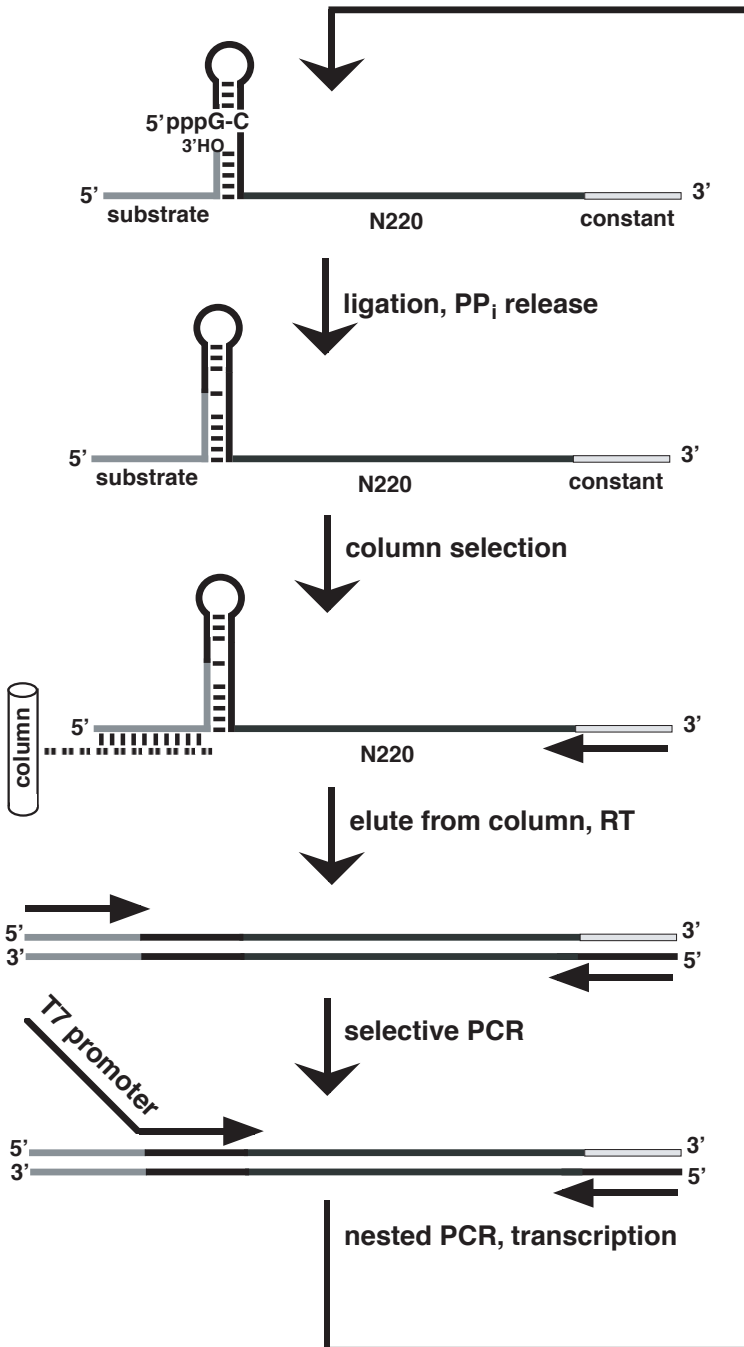 5'pppG-C
3'HO
5' 3'
substrate N220 constant
ligation, PPi release
5' 3'
substrate N220 constant
column selection
column
5' 3'
N220
elute from column, RT
5' 3'
3' 5'
selective PCR
T7 promoter
5' 3'
3' 5'
nested PCR, transcription